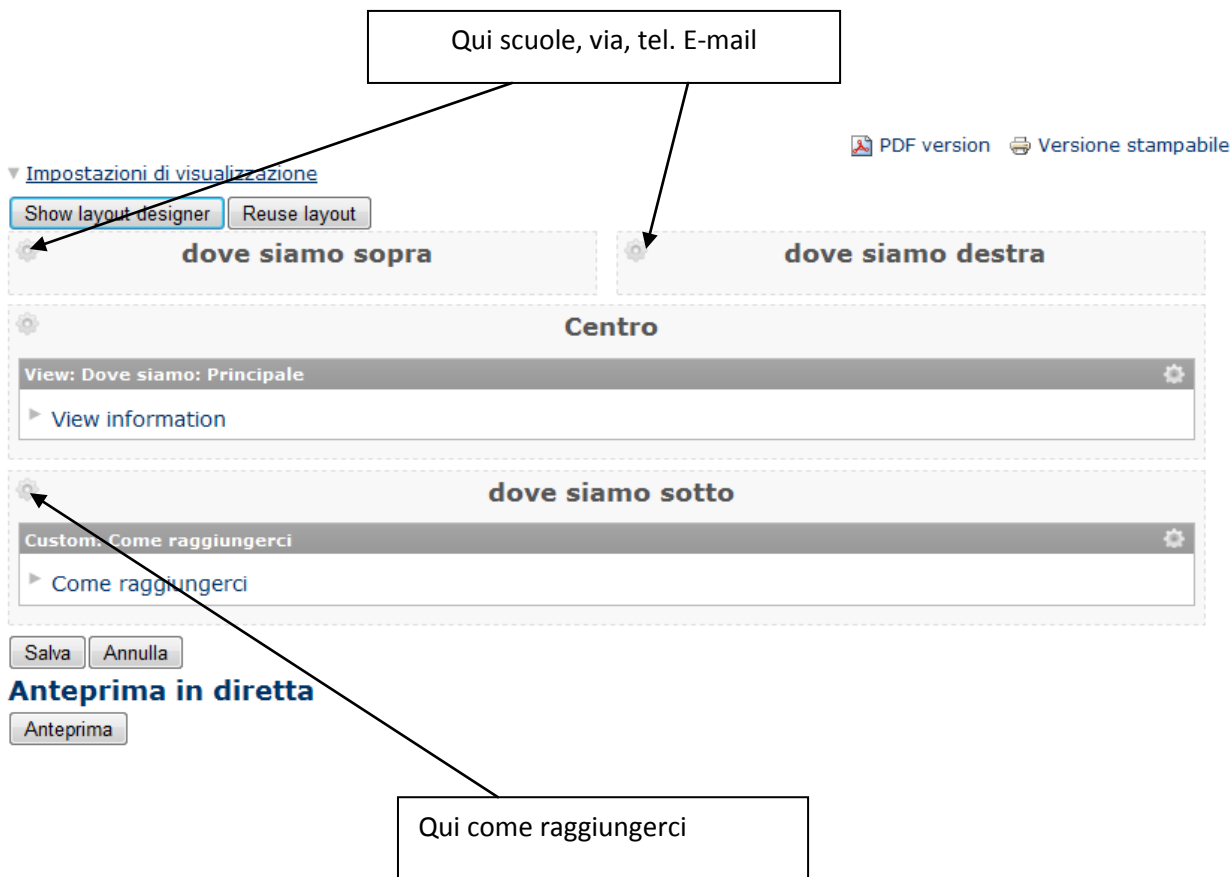 Qui scuole, via, tel. E-mail
PDF version Versione stampabile
Impostazioni di visualizzazione
Show layout designer Reuse layout
dove siamo sopra dove siamo destra
Centro
View: Dove siamo: Principale
View information
dove siamo sotto
Custom: Come raggiungerci
Come raggiungerci
Salva Annulla
Anteprima in diretta
Anteprima
Qui come raggiungerci